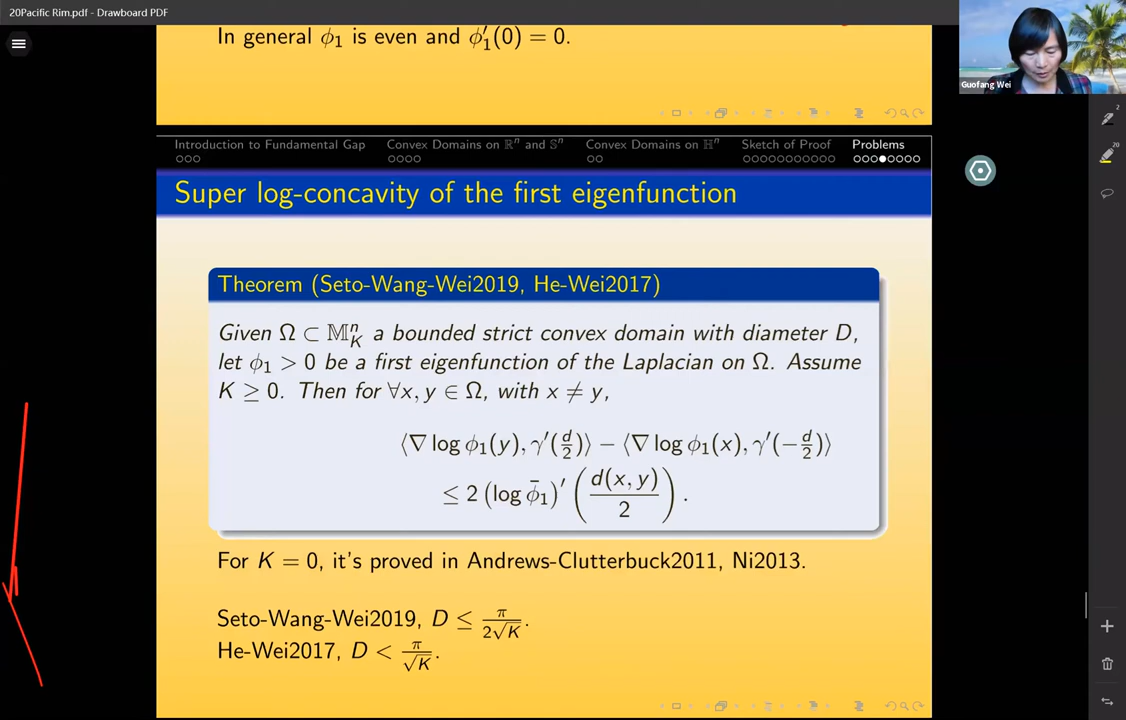 20Pacific Rim.pdf - Drawboard PDF
In general ϕ₁ is even and ϕ₁′(0) = 0.
Guofang Wei
2
20
Introduction to Fundamental Gap
Convex Domains on ℝⁿ and 𝕊ⁿ
Convex Domains on ℍⁿ
Sketch of Proof
Problems
Super log-concavity of the first eigenfunction
Theorem (Seto-Wang-Wei2019, He-Wei2017)
Given Ω ⊂ 𝕄ⁿ_K a bounded strict convex domain with diameter D,
let ϕ₁ > 0 be a first eigenfunction of the Laplacian on Ω. Assume
K ≥ 0. Then for ∀x, y ∈ Ω, with x ≠ y,
⟨∇ log ϕ₁(y), γ′(d/2)⟩ − ⟨∇ log ϕ₁(x), γ′(−d/2)⟩
≤ 2 (log ϕ̄₁)′ (d(x, y)/2).
For K = 0, it's proved in Andrews-Clutterbuck2011, Ni2013.
Seto-Wang-Wei2019, D ≤ π/(2√K).
He-Wei2017, D < π/√K.